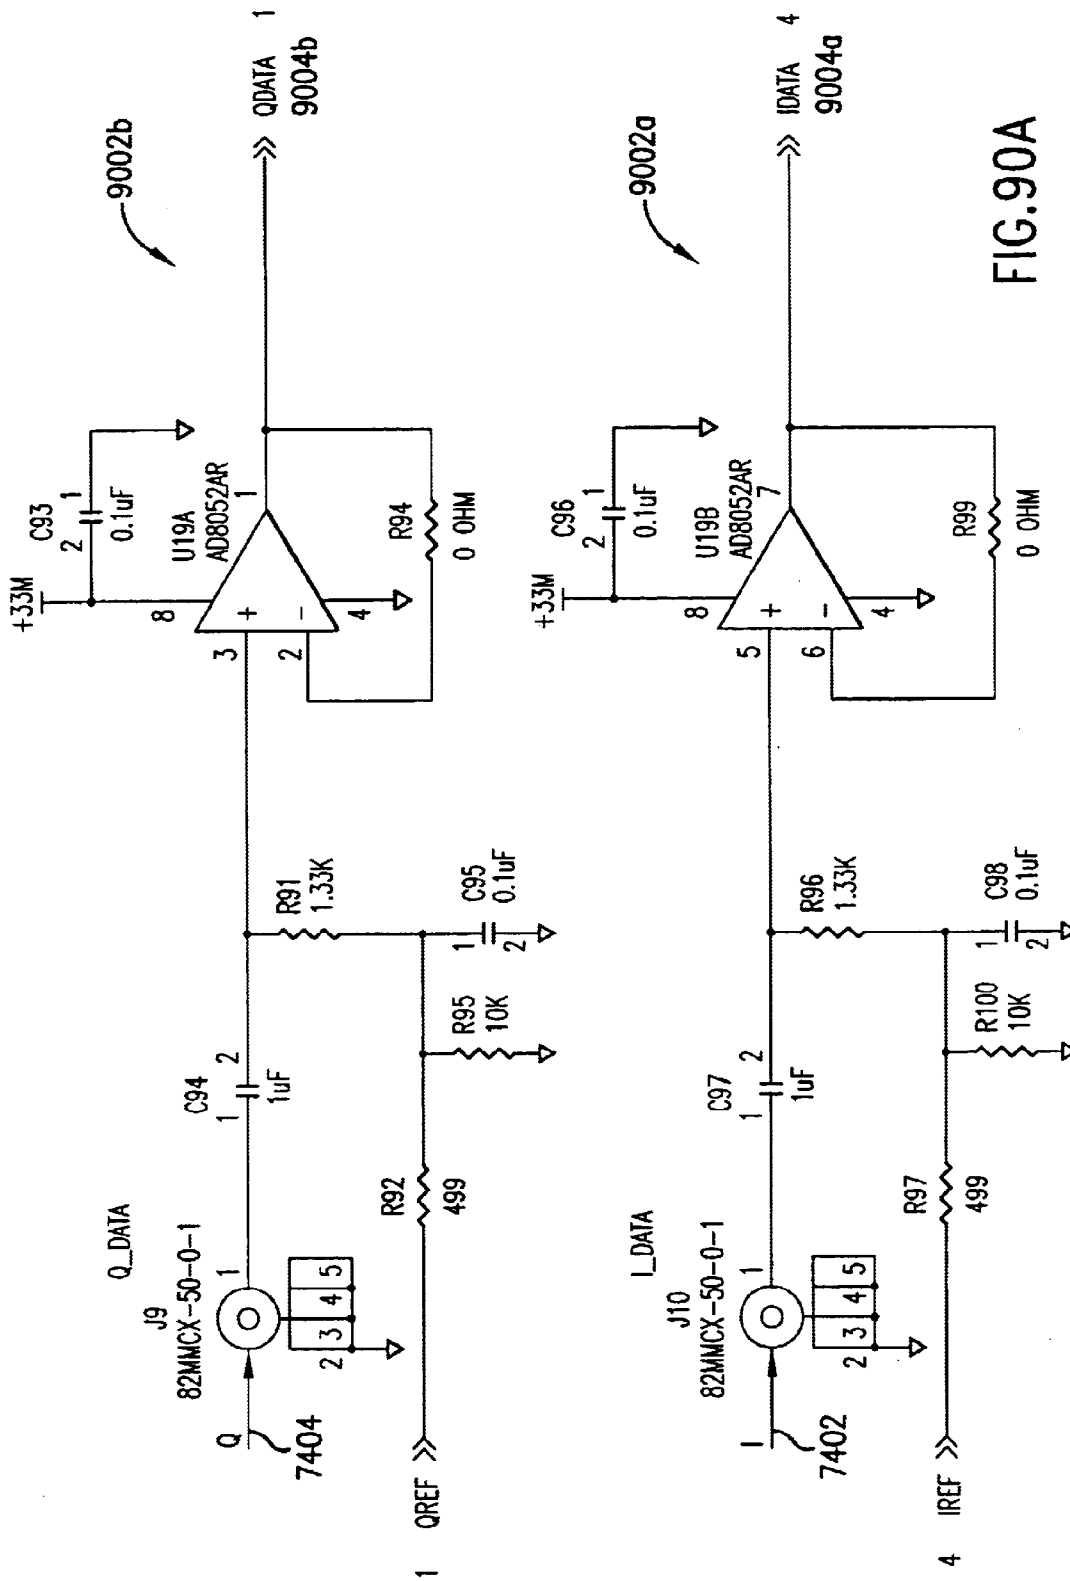 Q_DATA
J9
82MMCX-50-0-1
Q
7404
1
2
3
4
5
C94
1
2
1uF
1
QREF
R92
499
R95
10K
R91
1.33K
C95
1
2
0.1uF
+33M
C93
2
1
0.1uF
8
U19A
AD8052AR
3
+
2
−
1
4
R94
0 OHM
9002b
QDATA
1
9004b
I_DATA
J10
82MMCX-50-0-1
I
7402
1
2
3
4
5
C97
1
2
1uF
4
IREF
R97
499
R100
10K
R96
1.33K
C98
1
2
0.1uF
+33M
C96
2
1
0.1uF
8
U19B
AD8052AR
5
+
6
−
7
4
R99
0 OHM
9002a
IDATA
4
9004a
FIG.90A